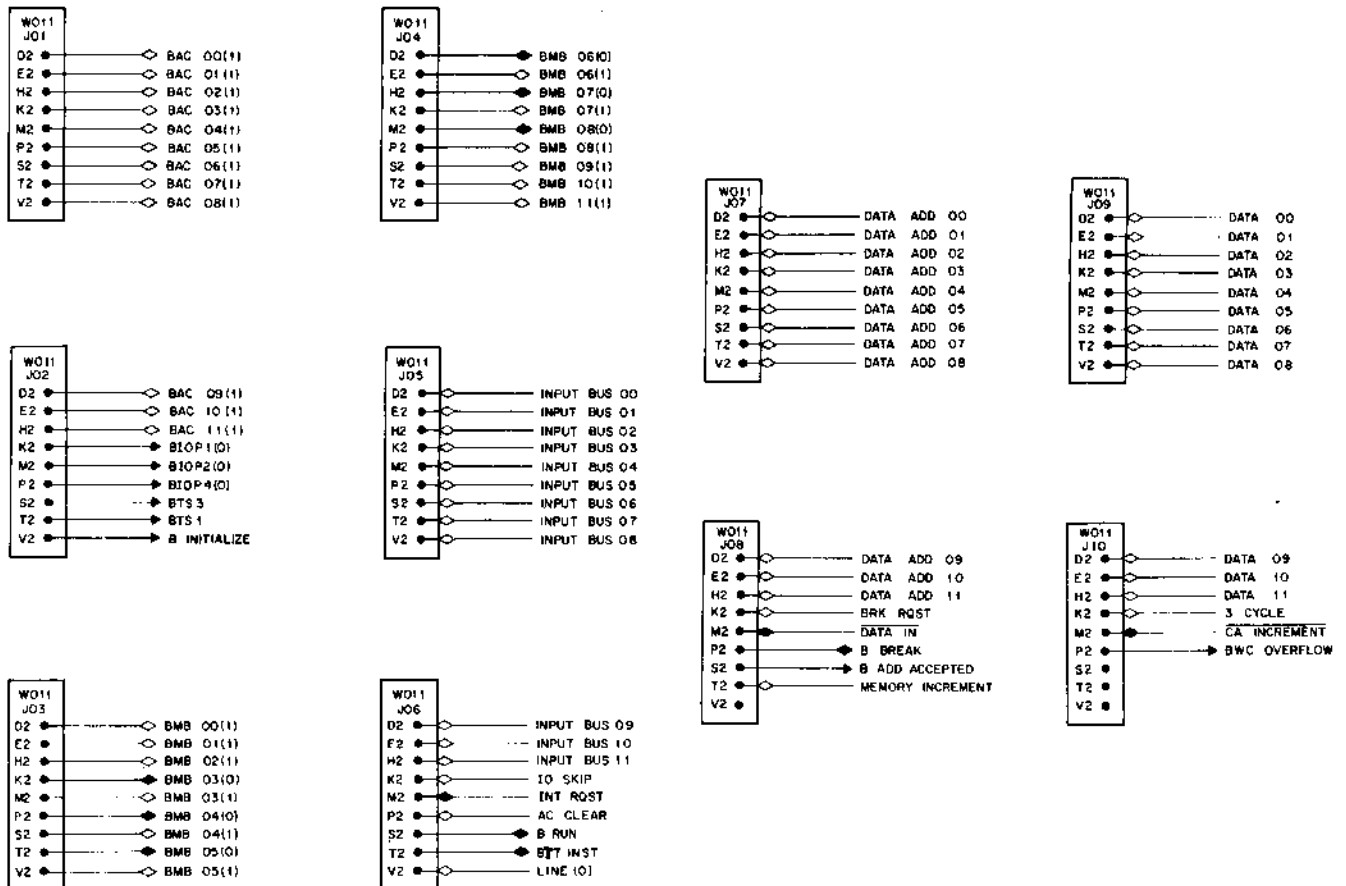 W011
J01
D2 BAC 00(1)
E2 BAC 01(1)
H2 BAC 02(1)
K2 BAC 03(1)
M2 BAC 04(1)
P2 BAC 05(1)
S2 BAC 06(1)
T2 BAC 07(1)
V2 BAC 08(1)
W011
J04
D2 BMB 06(0)
E2 BMB 06(1)
H2 BMB 07(0)
K2 BMB 07(1)
M2 BMB 08(0)
P2 BMB 08(1)
S2 BMB 09(1)
T2 BMB 10(1)
V2 BMB 11(1)
W011
J07
D2 DATA ADD 00
E2 DATA ADD 01
H2 DATA ADD 02
K2 DATA ADD 03
M2 DATA ADD 04
P2 DATA ADD 05
S2 DATA ADD 06
T2 DATA ADD 07
V2 DATA ADD 08
W011
J09
D2 DATA 00
E2 DATA 01
H2 DATA 02
K2 DATA 03
M2 DATA 04
P2 DATA 05
S2 DATA 06
T2 DATA 07
V2 DATA 08
W011
J02
D2 BAC 09(1)
E2 BAC 10(1)
H2 BAC 11(1)
K2 BIOP1(0)
M2 BIOP2(0)
P2 BIOP4(0)
S2 BTS3
T2 BTS1
V2 B INITIALIZE
W011
J05
D2 INPUT BUS 00
E2 INPUT BUS 01
H2 INPUT BUS 02
K2 INPUT BUS 03
M2 INPUT BUS 04
P2 INPUT BUS 05
S2 INPUT BUS 06
T2 INPUT BUS 07
V2 INPUT BUS 08
W011
J08
D2 DATA ADD 09
E2 DATA ADD 10
H2 DATA ADD 11
K2 BRK RQST
M2 DATA IN
P2 B BREAK
S2 B ADD ACCEPTED
T2 MEMORY INCREMENT
V2
W011
J10
D2 DATA 09
E2 DATA 10
H2 DATA 11
K2 3 CYCLE
M2 CA INCREMENT
P2 BWC OVERFLOW
S2
T2
V2
W011
J03
D2 BMB 00(1)
E2 BMB 01(1)
H2 BMB 02(1)
K2 BMB 03(0)
M2 BMB 03(1)
P2 BMB 04(0)
S2 BMB 04(1)
T2 BMB 05(0)
V2 BMB 05(1)
W011
J06
D2 INPUT BUS 09
E2 INPUT BUS 10
H2 INPUT BUS 11
K2 IO SKIP
M2 INT RQST
P2 AC CLEAR
S2 B RUN
T2 BTT INST
V2 LINE (0)